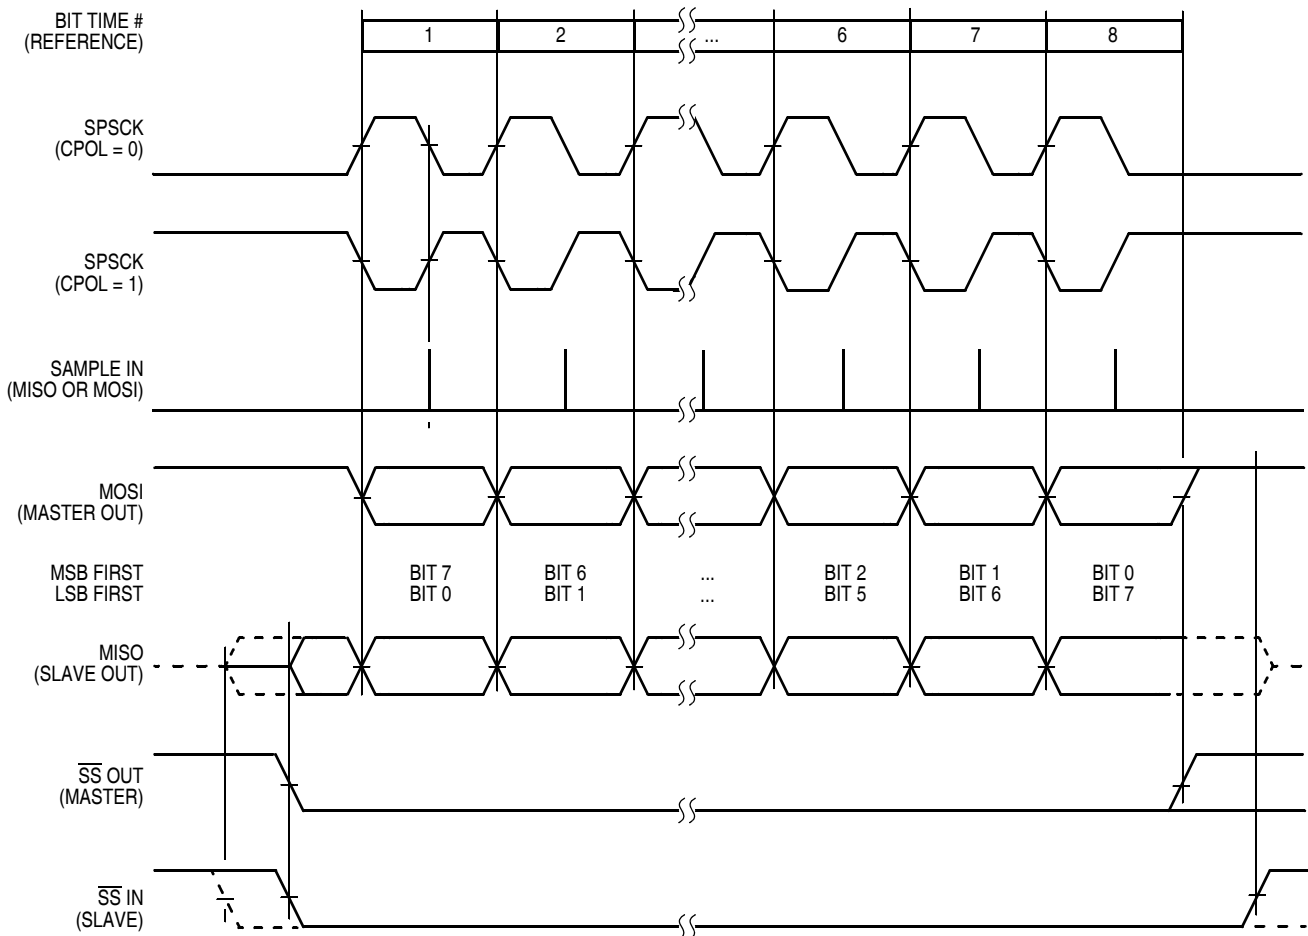 BIT TIME #
(REFERENCE)
1 2 ... 6 7 8
SPSCK
(CPOL = 0)
SPSCK
(CPOL = 1)
SAMPLE IN
(MISO OR MOSI)
MOSI
(MASTER OUT)
MSB FIRST BIT 7 BIT 6 ... BIT 2 BIT 1 BIT 0
LSB FIRST BIT 0 BIT 1 ... BIT 5 BIT 6 BIT 7
MISO
(SLAVE OUT)
S̅S̅ OUT
(MASTER)
S̅S̅ IN
(SLAVE)